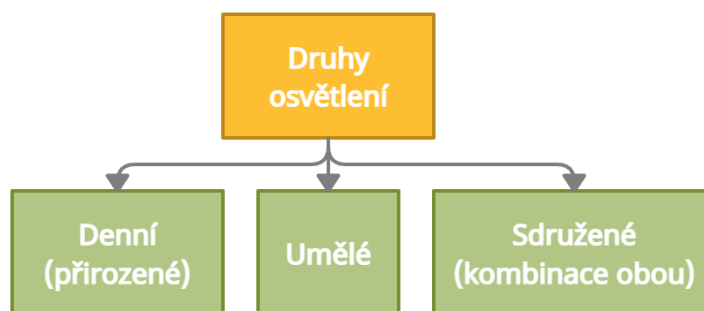 Druhy
osvětlení
Denní
(přirozené)
Umělé
Sdružené
(kombinace obou)